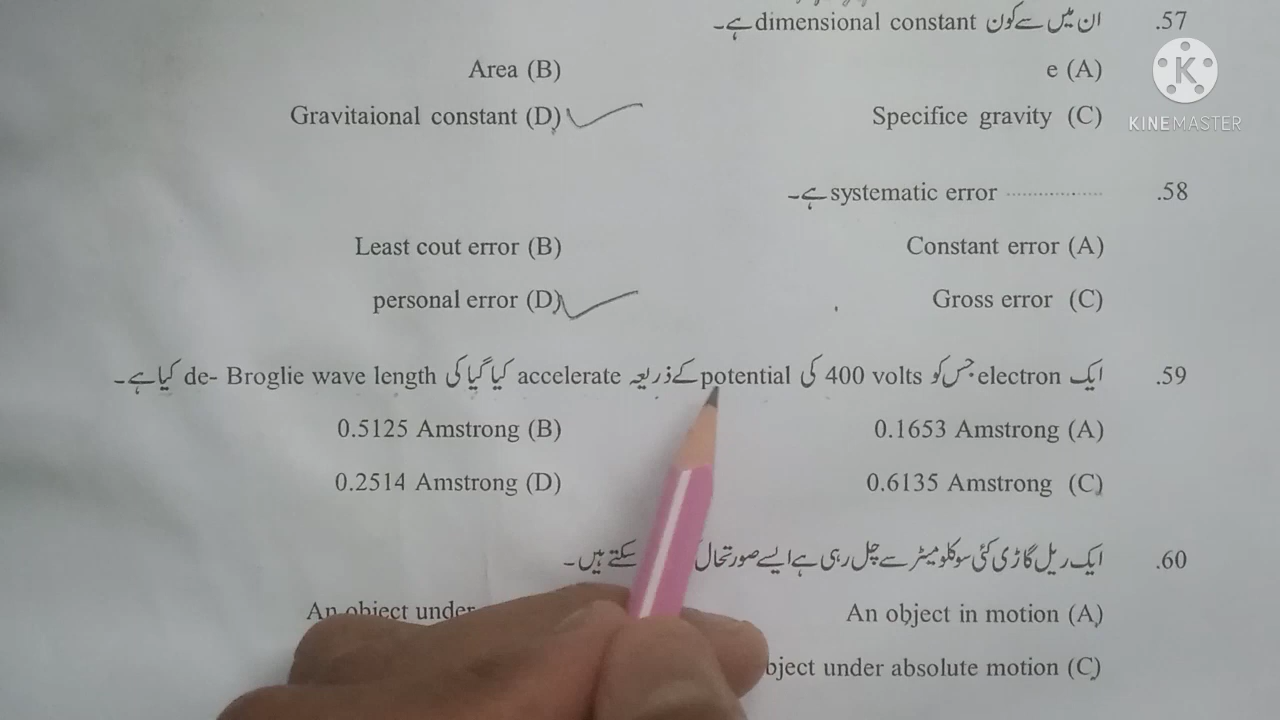 57. ان میں سے کون dimensional constant ہے۔
(A) e (B) Area
(C) Specifice gravity (D) Gravitaional constant
58. .................... systematic error ہے۔
(A) Constant error (B) Least cout error
(C) Gross error (D) personal error
59. ایک electron جس کو 400 volts کی potential کے ذریعہ accelerate کیا گیا کی de- Broglie wave length کیا ہے۔
(A) 0.1653 Amstrong (B) 0.5125 Amstrong
(C) 0.6135 Amstrong (D) 0.2514 Amstrong
60. ایک ریل گاڑی کئی سو کلومیٹر سے چل رہی ہے ایسے صورتحال سکتے ہیں۔
(A) An object in motion An object under
(C) object under absolute motion
K
KINEMASTER